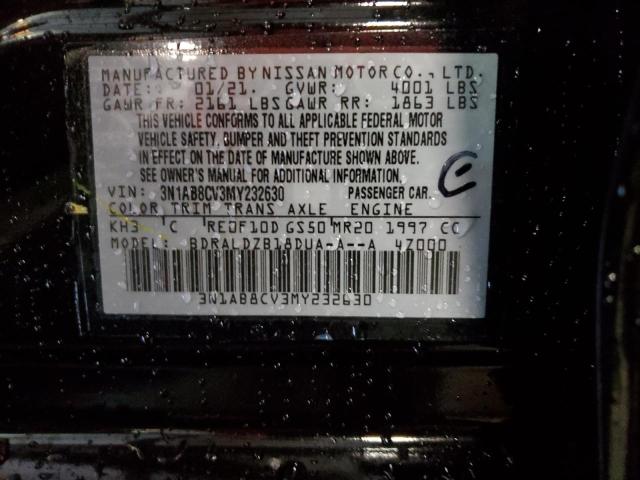 MANUFACTURED BY NISSAN MOTOR CO., LTD.
DATE: 01/21. GVWR: 4001 LBS
GAWR FR: 2161 LBS GAWR RR: 1863 LBS
THIS VEHICLE CONFORMS TO ALL APPLICABLE FEDERAL MOTOR
VEHICLE SAFETY, BUMPER AND THEFT PREVENTION STANDARDS
IN EFFECT ON THE DATE OF MANUFACTURE SHOWN ABOVE.
SEE OWNER'S MANUAL FOR ADDITIONAL INFORMATION.
VIN: 3N1AB8CV3MY232630 PASSENGER CAR.
COLOR TRIM TRANS AXLE ENGINE
KH3 C RE0F10D GS50 MR20 1997 CC
MODEL: BDRALDZB18DUA-A--A 4Z000
3N1AB8CV3MY232630